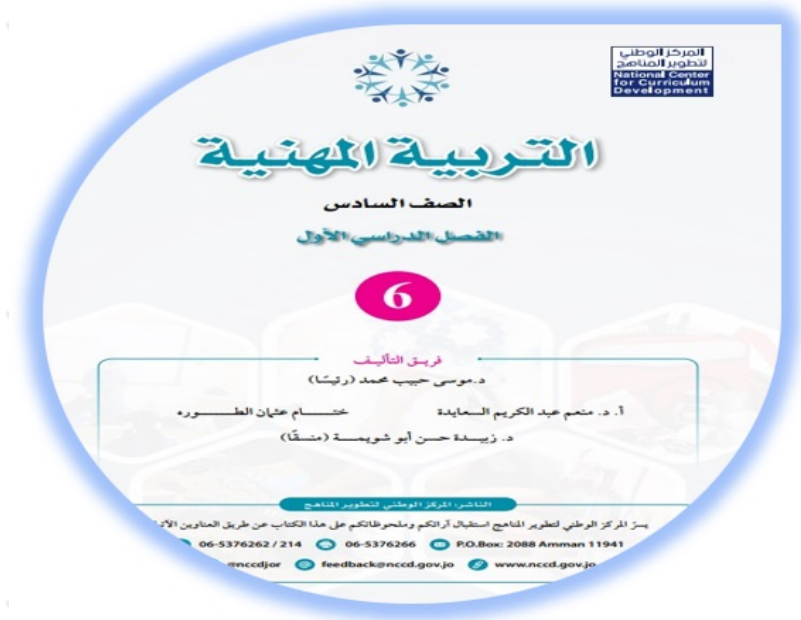 المركز الوطني
لتطوير المناهج
National Center
for Curriculum
Development
التربية المهنية
الصف السادس
الفصل الدراسي الأول
6
فريق التأليف
د.موسى حبيب محمد (رئيسًا)
أ. د. منعم عبد الكريم السعايدة ختام عثمان الطوره
د. زبيدة حسن أبو شويمة (منسقًا)
الناشر: المركز الوطني لتطوير المناهج
يسرّ المركز الوطني لتطوير المناهج استقبال آرائكم وملحوظاتكم على هذا الكتاب عن طريق العناوين
06-5376262 / 214 06-5376266 P.O.Box: 2088 Amman 11941
@nccdjor feedback@nccd.gov.jo www.nccd.gov.jo